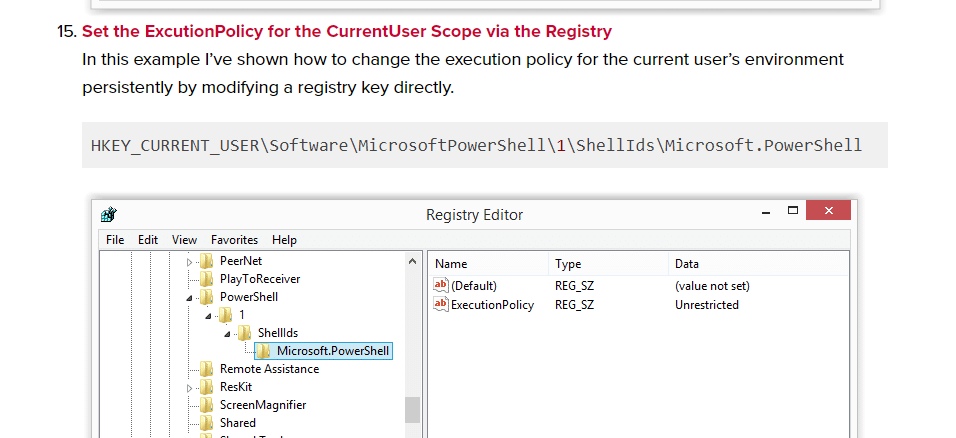 15. Set the ExcutionPolicy for the CurrentUser Scope via the Registry
In this example I've shown how to change the execution policy for the current user's environment
persistently by modifying a registry key directly.
HKEY_CURRENT_USER\Software\MicrosoftPowerShell\1\ShellIds\Microsoft.PowerShell
Registry Editor
File Edit View Favorites Help
PeerNet
PlayToReceiver
PowerShell
1
ShellIds
Microsoft.PowerShell
Remote Assistance
ResKit
ScreenMagnifier
Shared
Name Type Data
ab (Default) REG_SZ (value not set)
ab ExecutionPolicy REG_SZ Unrestricted